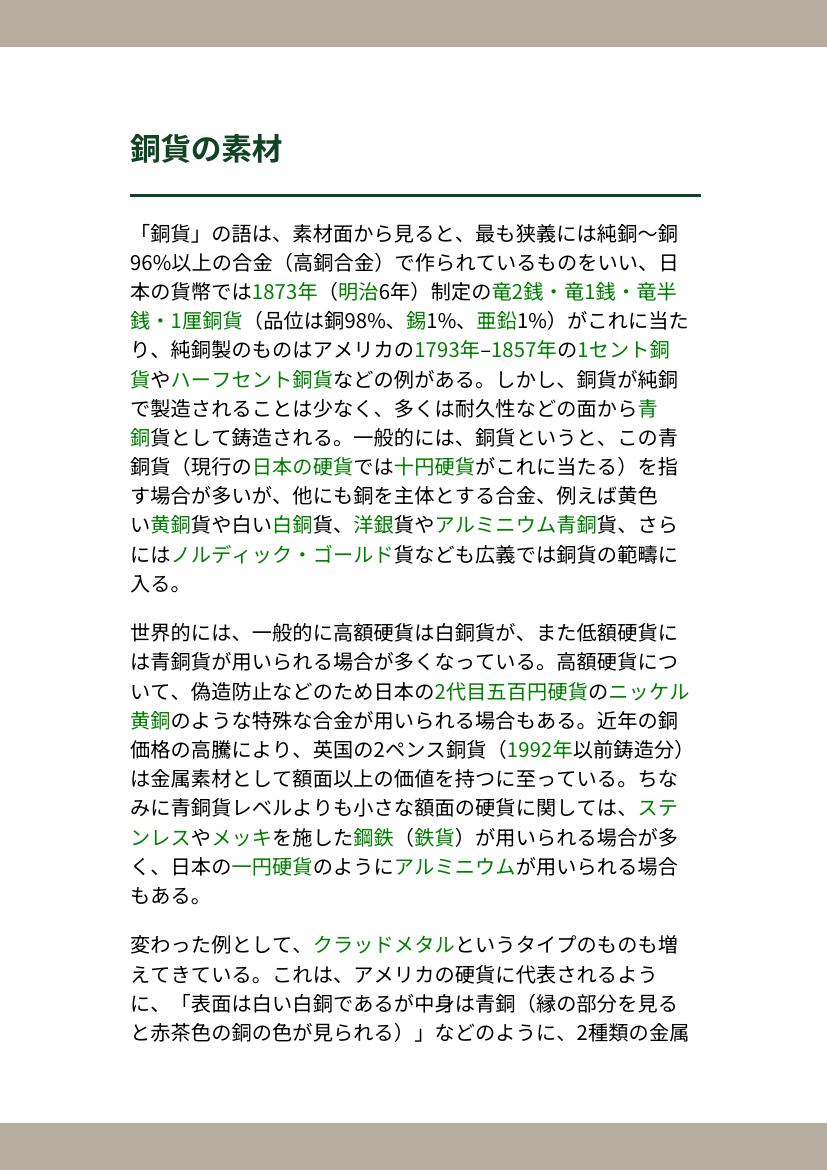 銅貨の素材
「銅貨」の語は、素材面から見ると、最も狭義には純銅～銅
96%以上の合金（高銅合金）で作られているものをいい、日
本の貨幣では1873年（明治6年）制定の竜2銭・竜1銭・竜半
銭・1厘銅貨（品位は銅98%、錫1%、亜鉛1%）がこれに当た
り、純銅製のものはアメリカの1793年–1857年の1セント銅
貨やハーフセント銅貨などの例がある。しかし、銅貨が純銅
で製造されることは少なく、多くは耐久性などの面から青
銅貨として鋳造される。一般的には、銅貨というと、この青
銅貨（現行の日本の硬貨では十円硬貨がこれに当たる）を指
す場合が多いが、他にも銅を主体とする合金、例えば黄色
い黄銅貨や白い白銅貨、洋銀貨やアルミニウム青銅貨、さら
にはノルディック・ゴールド貨なども広義では銅貨の範疇に
入る。
世界的には、一般的に高額硬貨は白銅貨が、また低額硬貨に
は青銅貨が用いられる場合が多くなっている。高額硬貨につ
いて、偽造防止などのため日本の2代目五百円硬貨のニッケル
黄銅のような特殊な合金が用いられる場合もある。近年の銅
価格の高騰により、英国の2ペンス銅貨（1992年以前鋳造分）
は金属素材として額面以上の価値を持つに至っている。ちな
みに青銅貨レベルよりも小さな額面の硬貨に関しては、ステ
ンレスやメッキを施した鋼鉄（鉄貨）が用いられる場合が多
く、日本の一円硬貨のようにアルミニウムが用いられる場合
もある。
変わった例として、クラッドメタルというタイプのものも増
えてきている。これは、アメリカの硬貨に代表されるよう
に、「表面は白い白銅であるが中身は青銅（縁の部分を見る
と赤茶色の銅の色が見られる）」などのように、2種類の金属